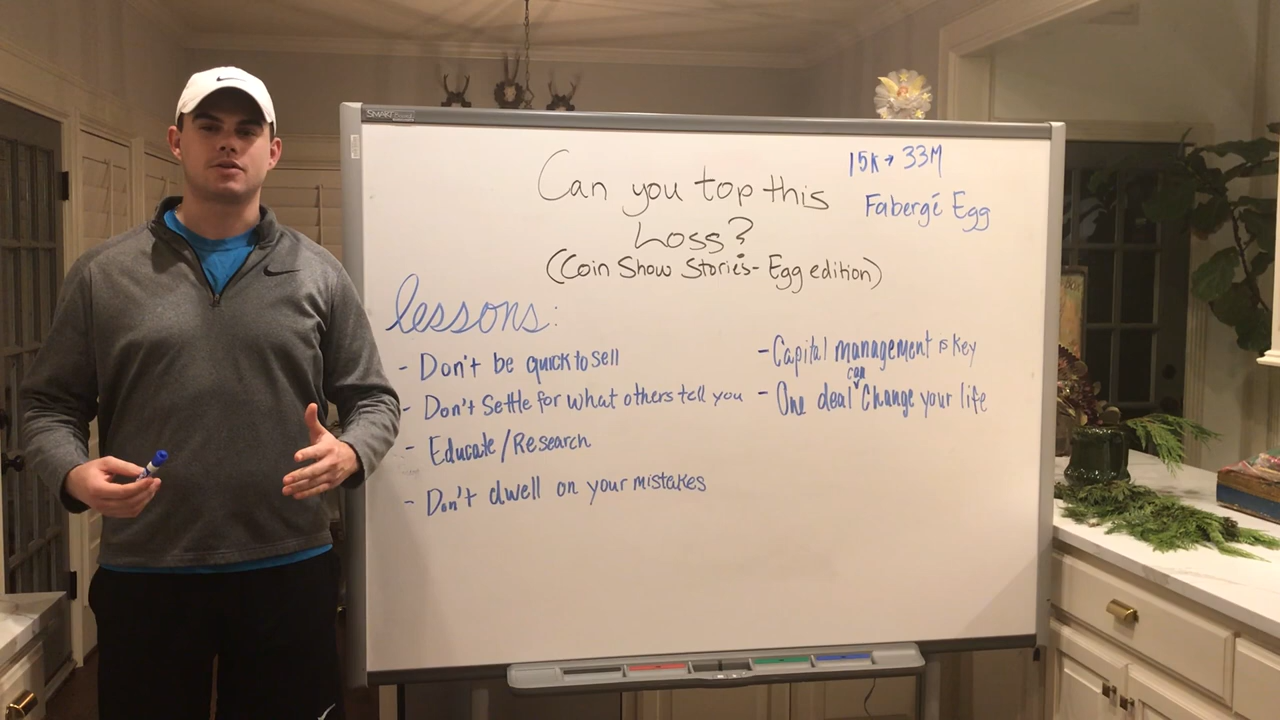 SMART Board
15K → 33M
Fabergé Egg
Can you top this
Loss?
(Coin Show Stories- Egg edition)
lessons:
- Don't be quick to sell
- Don't Settle for what others tell you
- Educate/Research
- Don't dwell on your mistakes
- Capital management is key
- One deal can Change your life